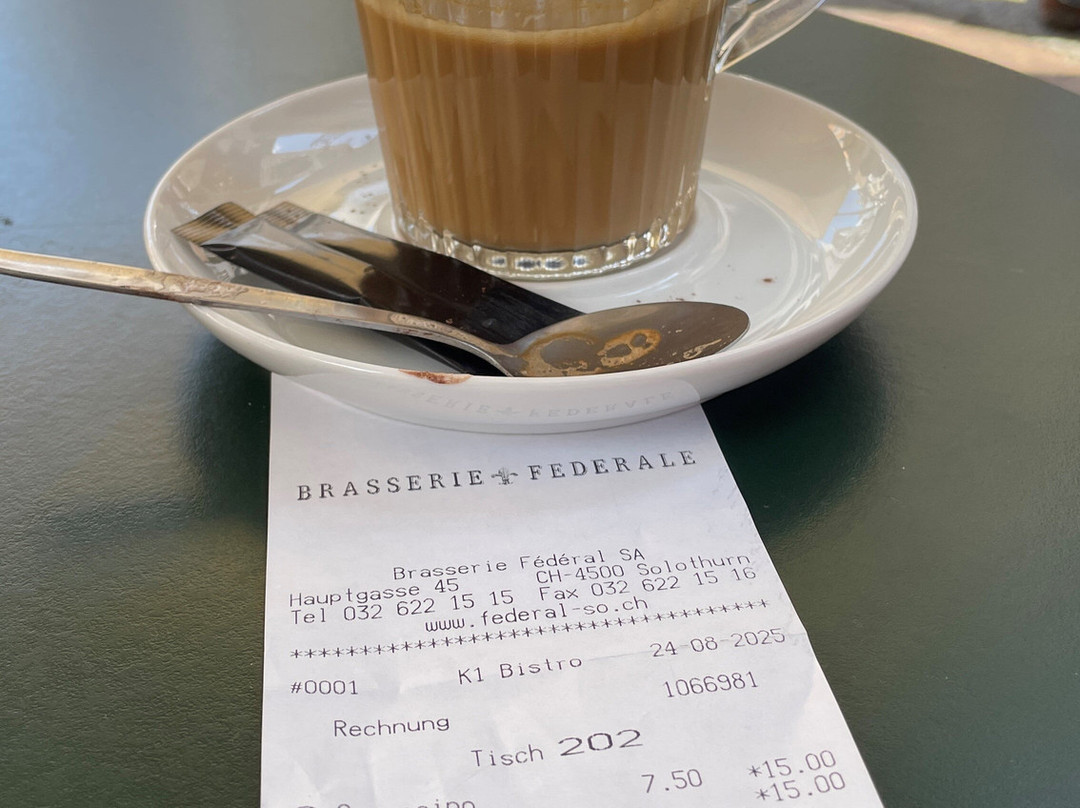 BRASSERIE FEDERALE
Brasserie Fédéral SA
Hauptgasse 45 CH-4500 Solothurn
Tel 032 622 15 15 Fax 032 622 15 16
www.federal-so.ch
****************************************
#0001 K1 Bistro 24-08-2025
Rechnung 1066981
Tisch 202
7.50 *15.00
*15.00